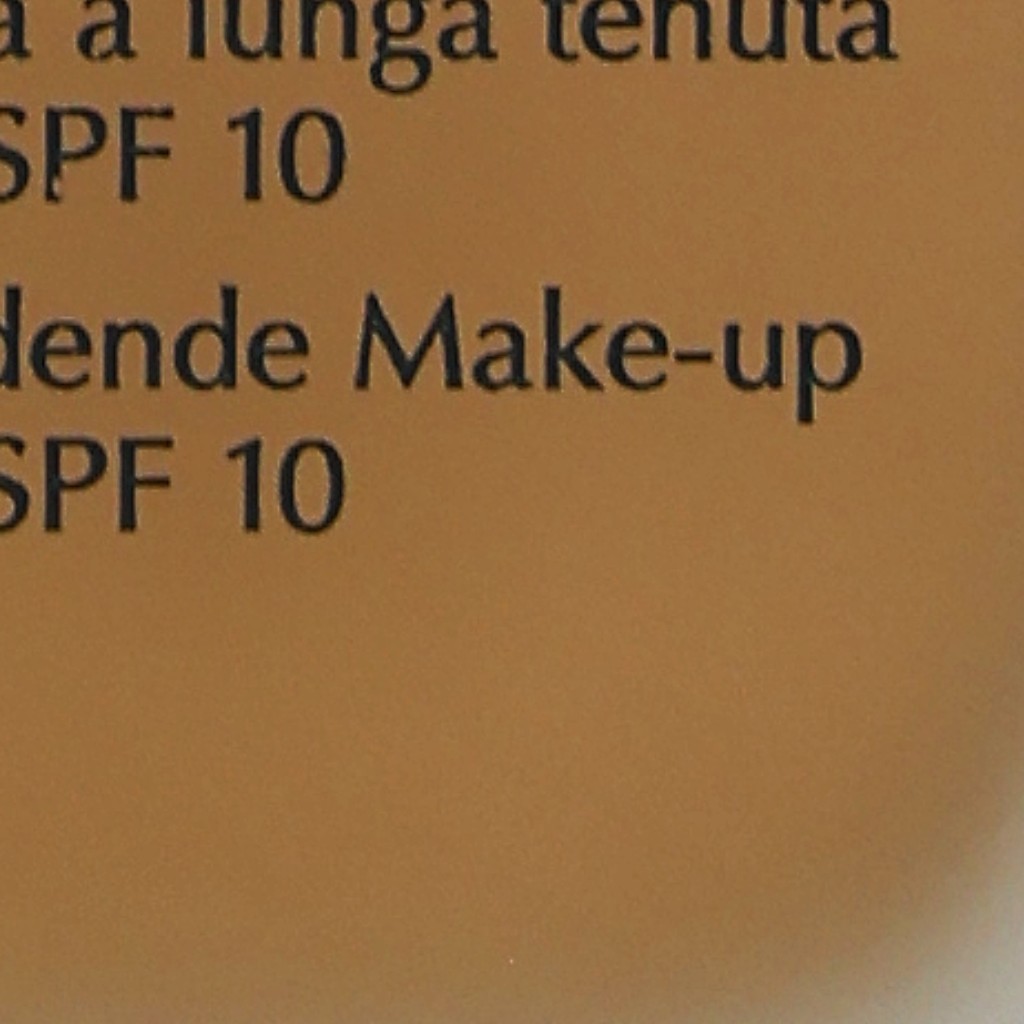 a a lunga tenuta
SPF 10
dende Make-up
SPF 10